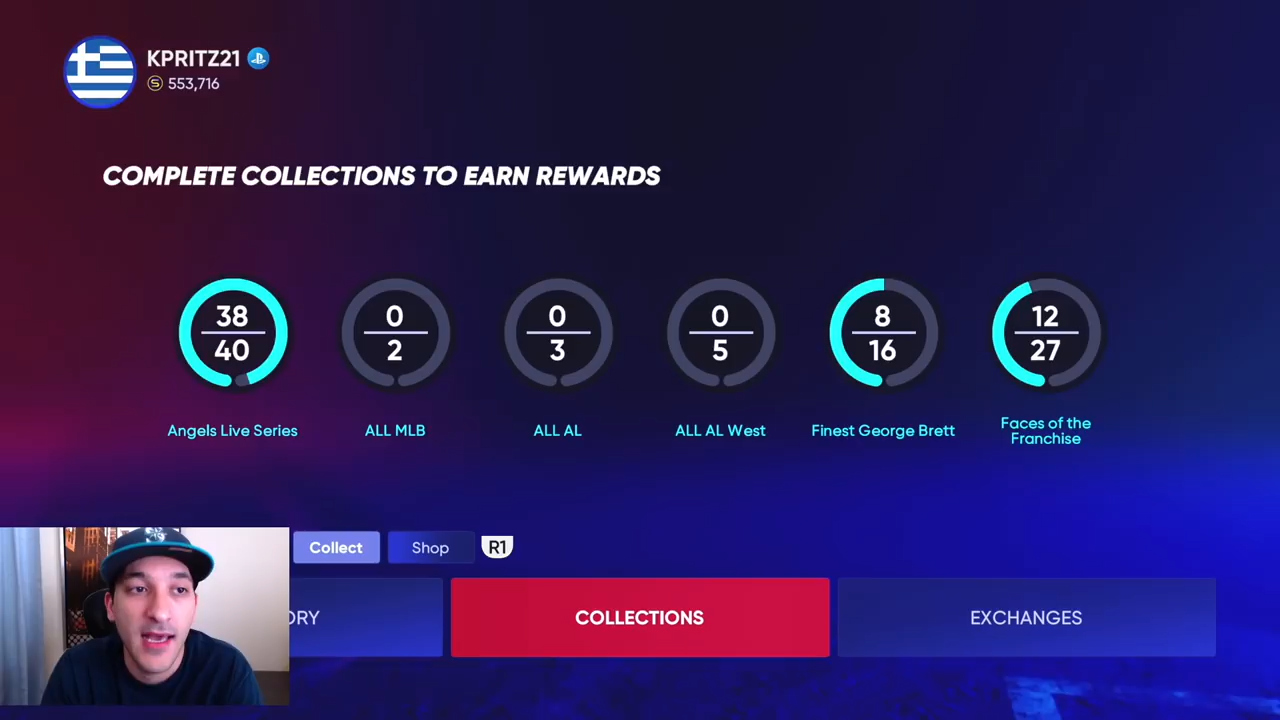 KPRITZ21
S 553,716
COMPLETE COLLECTIONS TO EARN REWARDS
38
40
0
2
0
3
0
5
8
16
12
27
Angels Live Series
ALL MLB
ALL AL
ALL AL West
Finest George Brett
Faces of the
Franchise
Collect
Shop
R1
ORY
COLLECTIONS
EXCHANGES